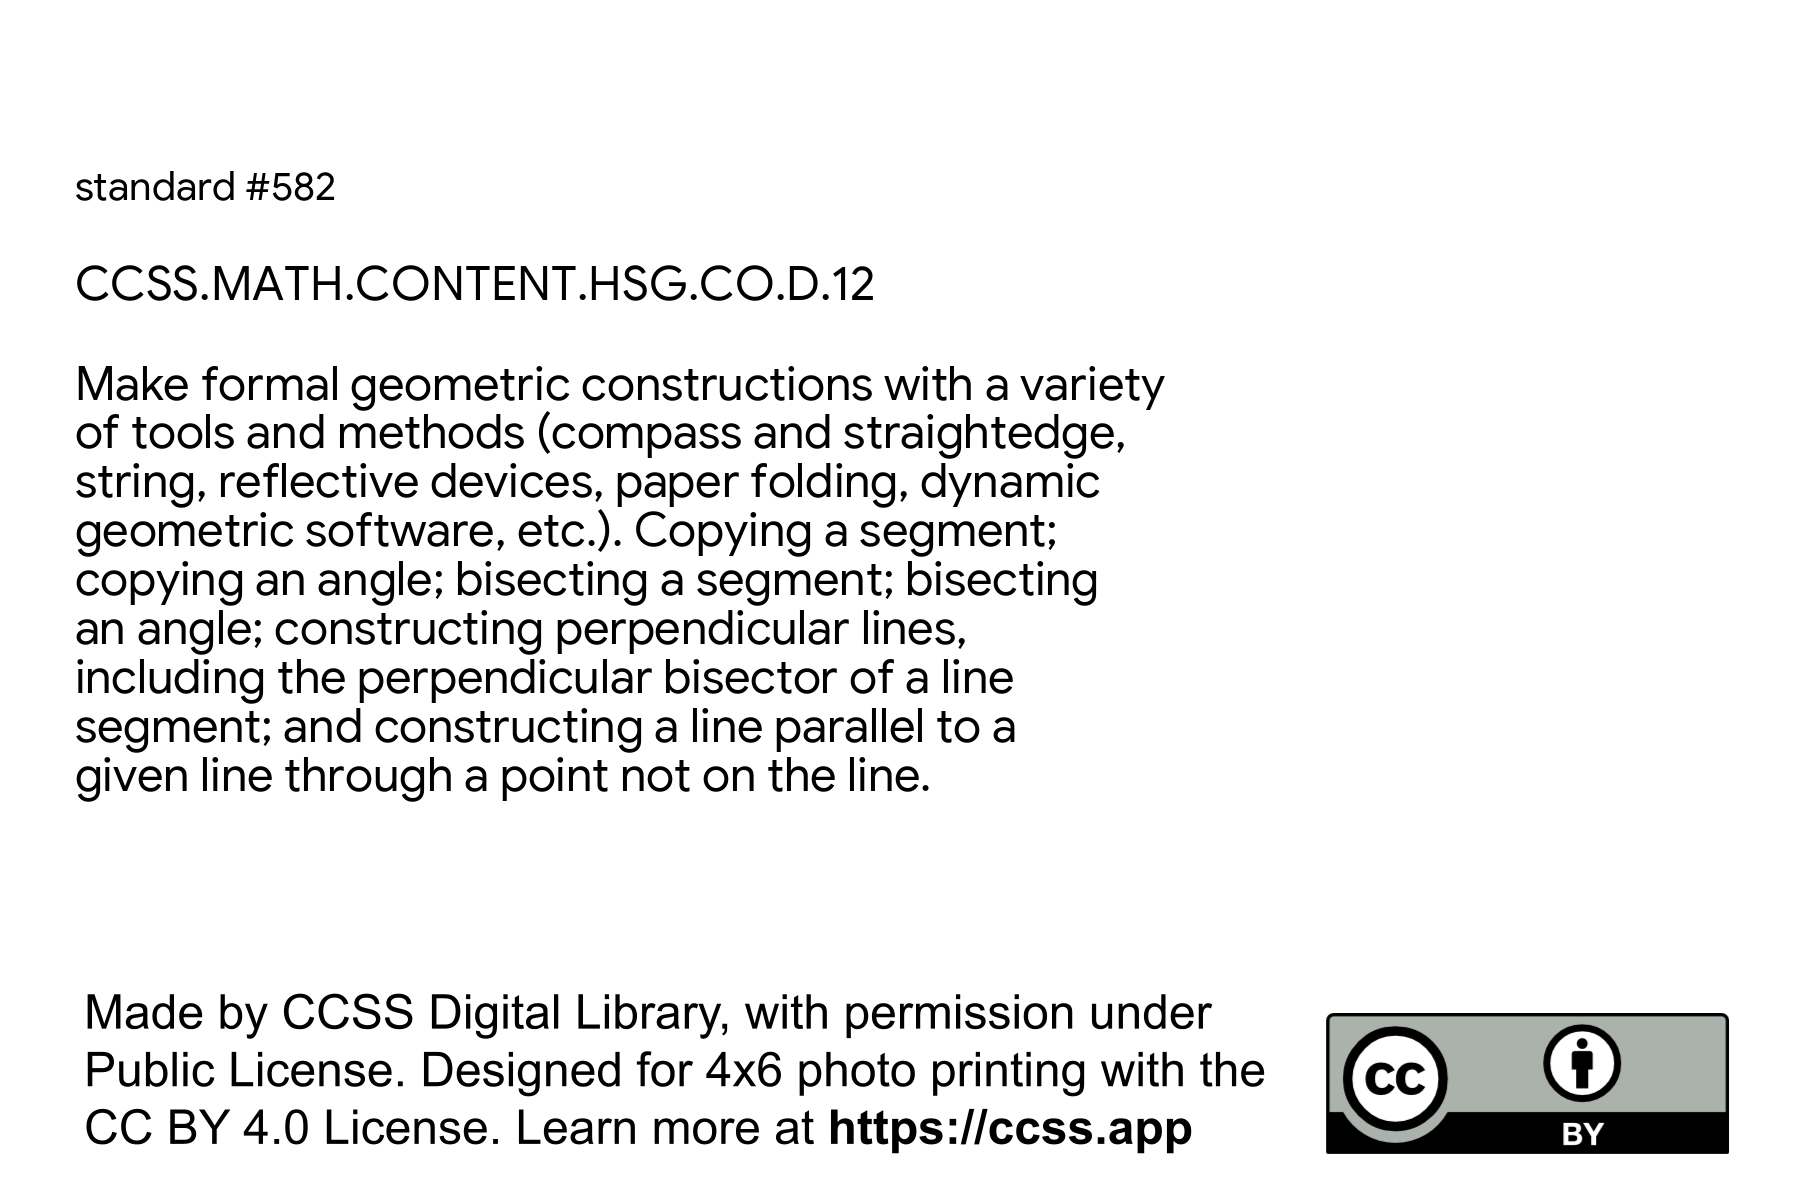 standard #582
CCSS.MATH.CONTENT.HSG.CO.D.12
Make formal geometric constructions with a variety
of tools and methods (compass and straightedge,
string, reflective devices, paper folding, dynamic
geometric software, etc.). Copying a segment;
copying an angle; bisecting a segment; bisecting
an angle; constructing perpendicular lines,
including the perpendicular bisector of a line
segment; and constructing a line parallel to a
given line through a point not on the line.
Made by CCSS Digital Library, with permission under
Public License. Designed for 4x6 photo printing with the
CC BY 4.0 License. Learn more at https://ccss.app
CC
BY